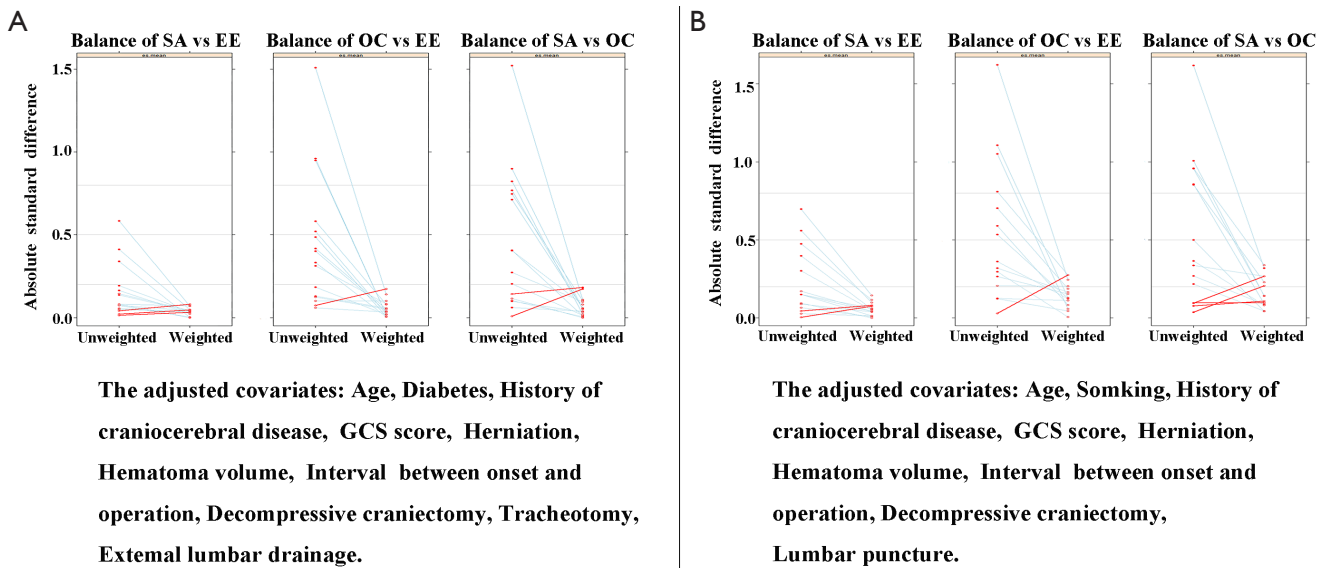 A
Balance of SA vs EE
Balance of OC vs EE
Balance of SA vs OC
es.mean
es.mean
es.mean
Absolute standard difference
1.5
1.0
0.5
0.0
Unweighted Weighted
Unweighted Weighted
Unweighted Weighted
The adjusted covariates: Age, Diabetes, History of
craniocerebral disease, GCS score, Herniation,
Hematoma volume, Interval between onset and
operation, Decompressive craniectomy, Tracheotomy,
Extemal lumbar drainage.
B
Balance of SA vs EE
Balance of OC vs EE
Balance of SA vs OC
es.mean
es.mean
es.mean
Absolute standard difference
1.5
1.0
0.5
0.0
Unweighted Weighted
Unweighted Weighted
Unweighted Weighted
The adjusted covariates: Age, Somking, History of
craniocerebral disease, GCS score, Herniation,
Hematoma volume, Interval between onset and
operation, Decompressive craniectomy,
Lumbar puncture.